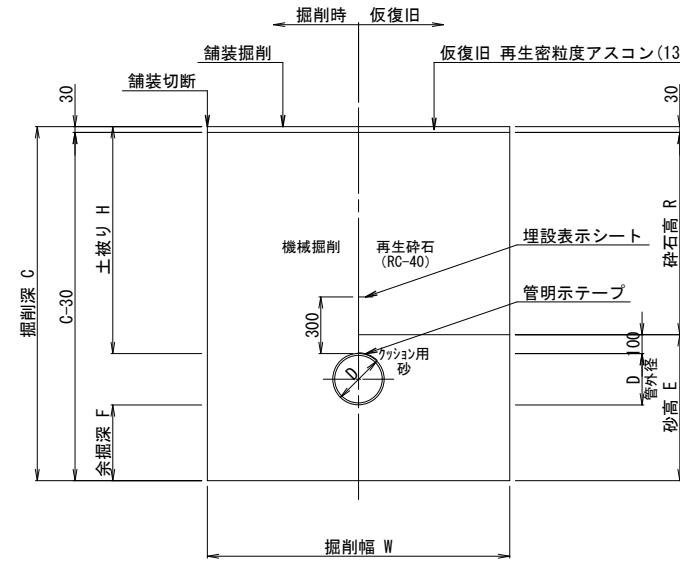 掘削時 仮復旧
舗装掘削
仮復旧 再生密粒度アスコン(13
舗装切断
30
30
掘削深 C
C-30
土被り H
余掘深 F
機械掘削
再生砕石
(RC-40)
埋設表示シート
管明示テープ
300
クッション用
砂
D
砕石高 R
100
D
管外径
砂高 E
掘削幅 W